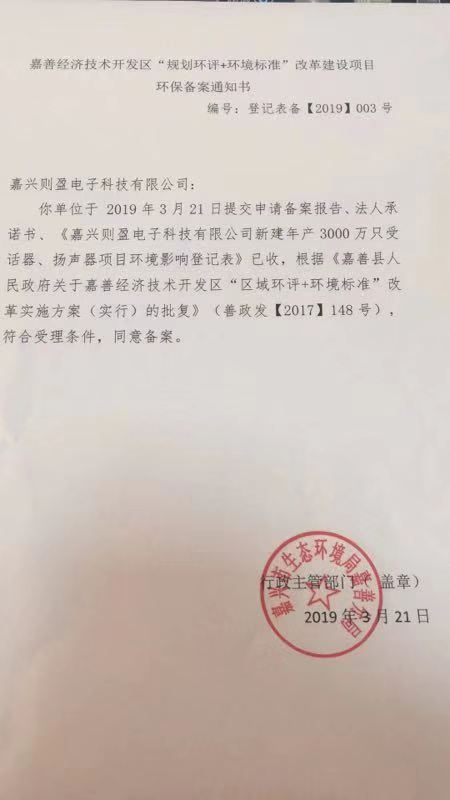 嘉善经济技术开发区“规划环评+环境标准”改革建设项目
环保备案通知书
编号：登记表备【2019】003 号
嘉兴则盈电子科技有限公司：
你单位于 2019 年 3 月 21 日提交申请备案报告、法人承
诺书、《嘉兴则盈电子科技有限公司新建年产 3000 万只受
话器、扬声器项目环境影响登记表》已收，根据《嘉善县人
民政府关于嘉善经济技术开发区“区域环评+环境标准”改
革实施方案（实行）的批复》（善政发【2017】148 号），
符合受理条件，同意备案。
行政主管部门（盖章）
2019 年 3 月 21 日
嘉兴市生态环境局嘉善分局